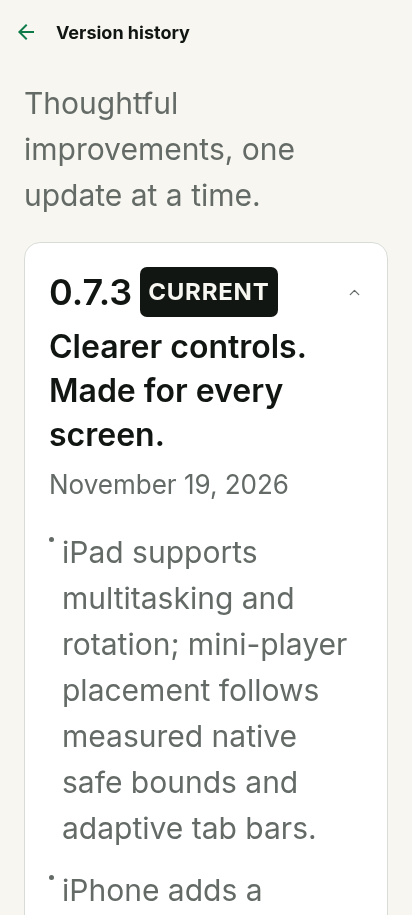 Version history
Thoughtful
improvements, one
update at a time.
0.7.3 CURRENT
Clearer controls.
Made for every
screen.
November 19, 2026
• iPad supports
multitasking and
rotation; mini-player
placement follows
measured native
safe bounds and
adaptive tab bars.
• iPhone adds a